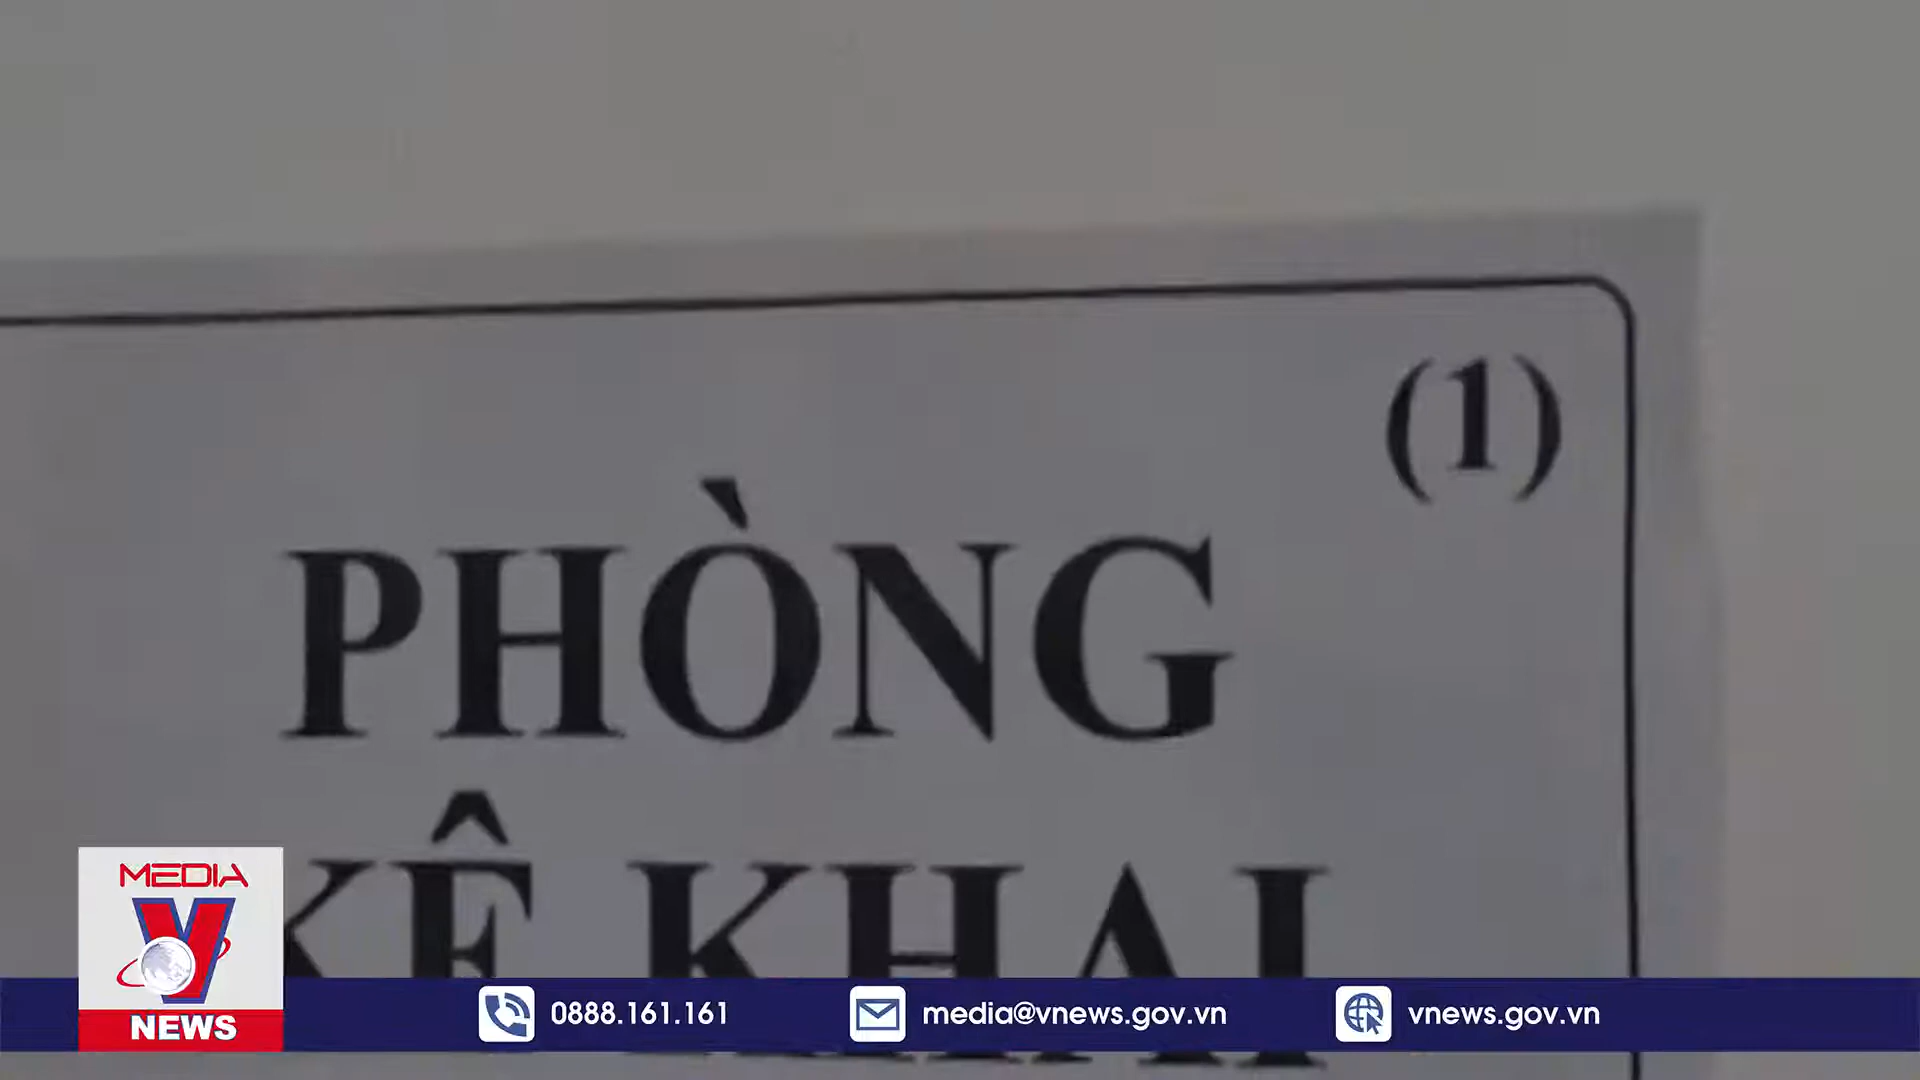 (1)
PHÒNG
KÊ KHAI
MEDIA
V
NEWS
0888.161.161
media@vnews.gov.vn
vnews.gov.vn